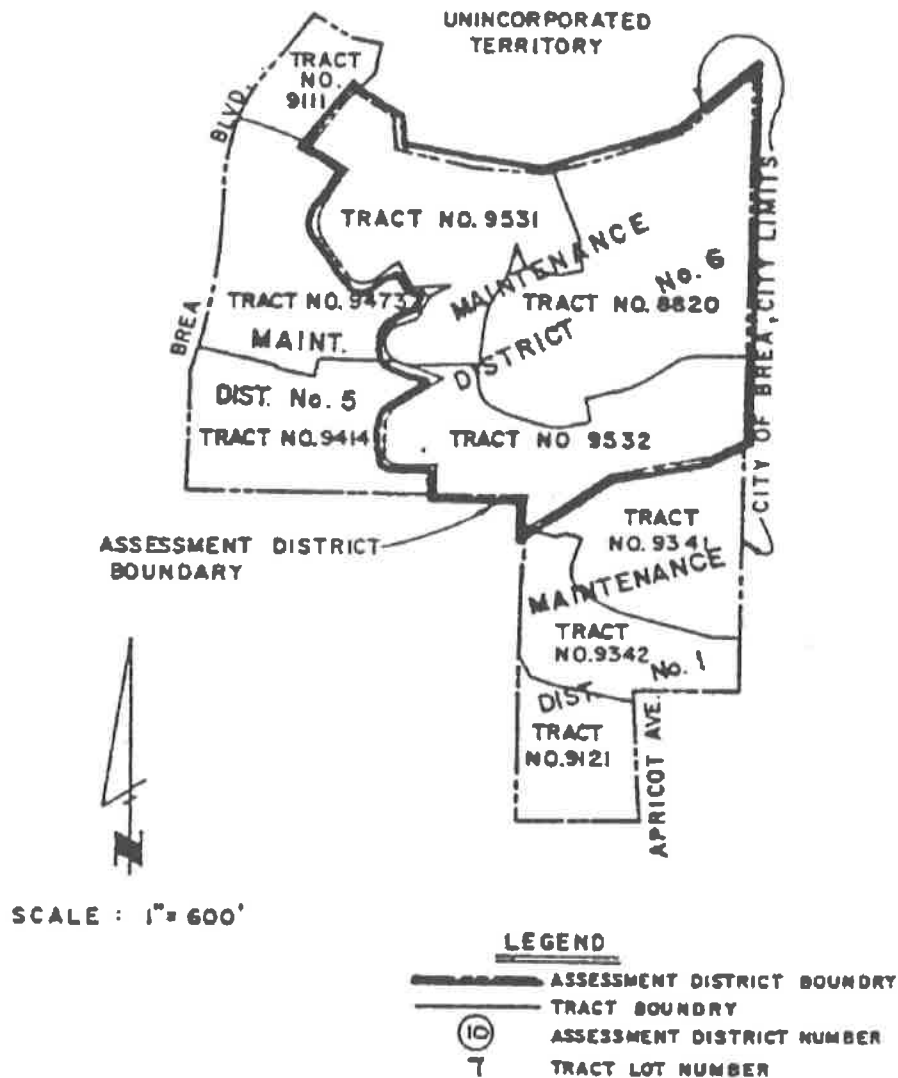 UNINCORPORATED
TERRITORY
TRACT
NO.
9111
BLVD.
BREA
TRACT NO. 9531
MAINTENANCE
DISTRICT
No. 6
TRACT NO. 8820
TRACT NO. 9473
MAINT.
DIST. No. 5
TRACT NO. 9414
TRACT NO 9532
CITY OF BREA, CITY LIMITS
ASSESSMENT DISTRICT
BOUNDARY
TRACT
NO. 9341
MAINTENANCE
TRACT
NO. 9342
DIST. No. 1
TRACT
NO. 9121
APRICOT AVE.
N
SCALE : 1" = 600'
LEGEND
ASSESSMENT DISTRICT BOUNDRY
TRACT BOUNDRY
10 ASSESSMENT DISTRICT NUMBER
7 TRACT LOT NUMBER